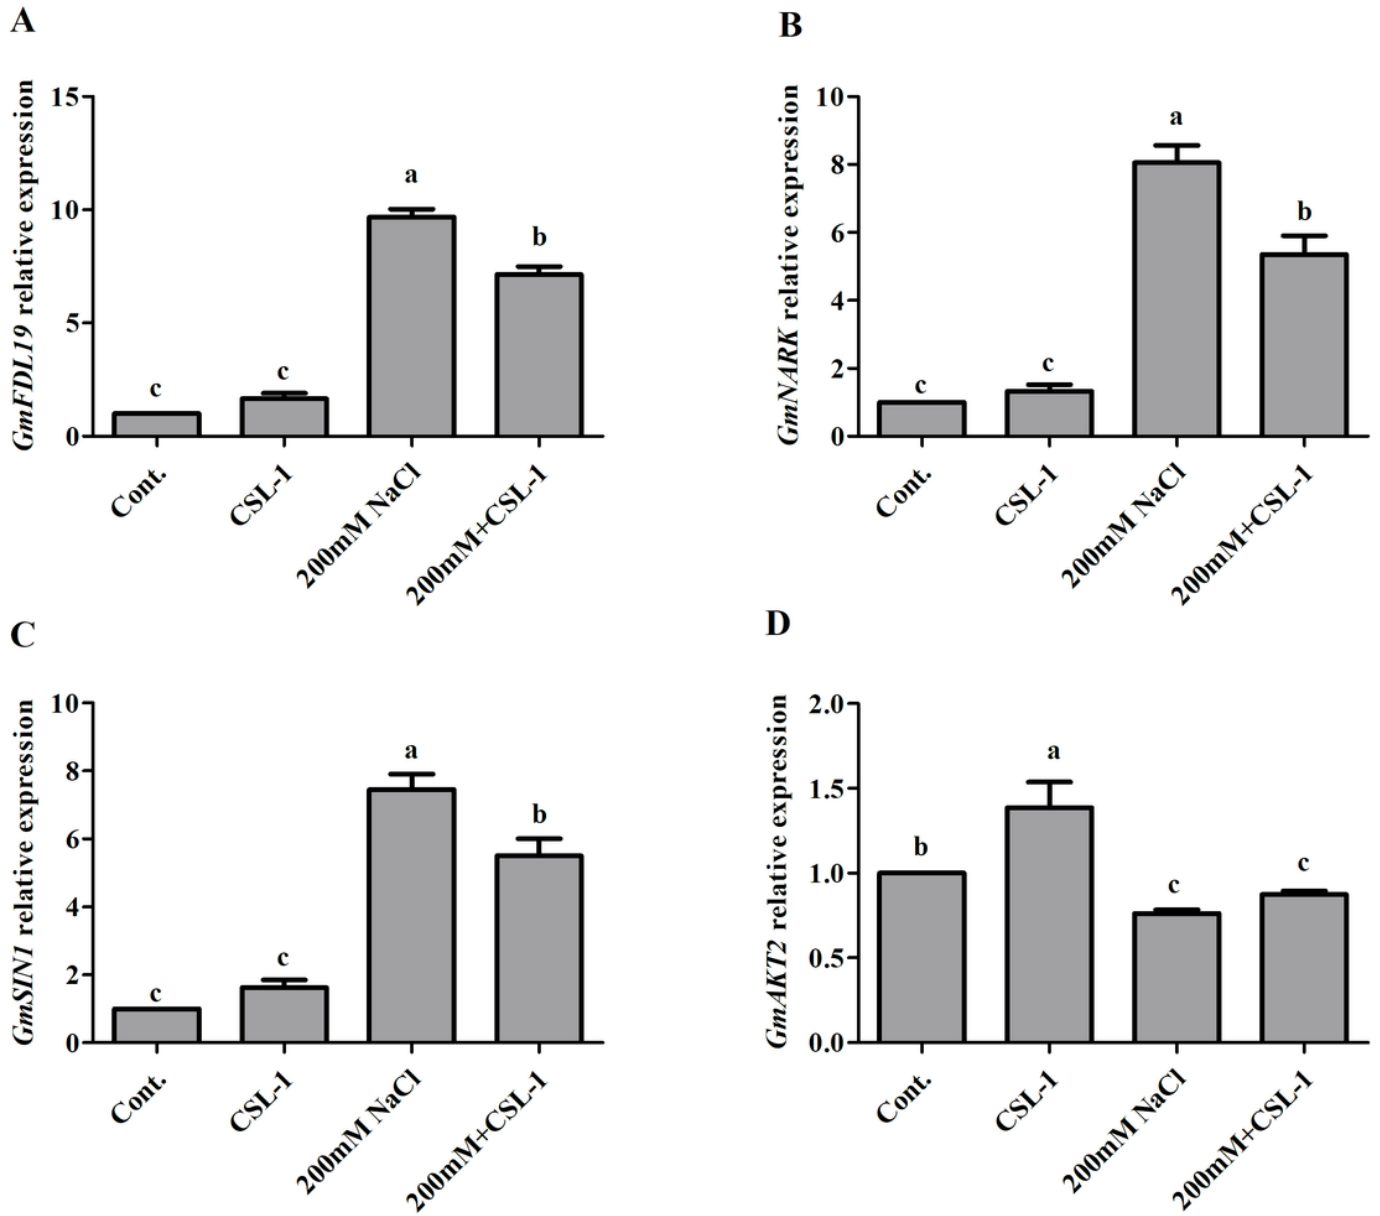 A
GmFDL19 relative expression
15
10
5
0
c
c
a
b
Cont.
CSL-1
200mM NaCl
200mM+CSL-1
B
GmNARK relative expression
10
8
6
4
2
0
c
c
a
b
Cont.
CSL-1
200mM NaCl
200mM+CSL-1
C
GmSIN1 relative expression
10
8
6
4
2
0
c
c
a
b
Cont.
CSL-1
200mM NaCl
200mM+CSL-1
D
GmAKT2 relative expression
2.0
1.5
1.0
0.5
0.0
b
a
c
c
Cont.
CSL-1
200mM NaCl
200mM+CSL-1